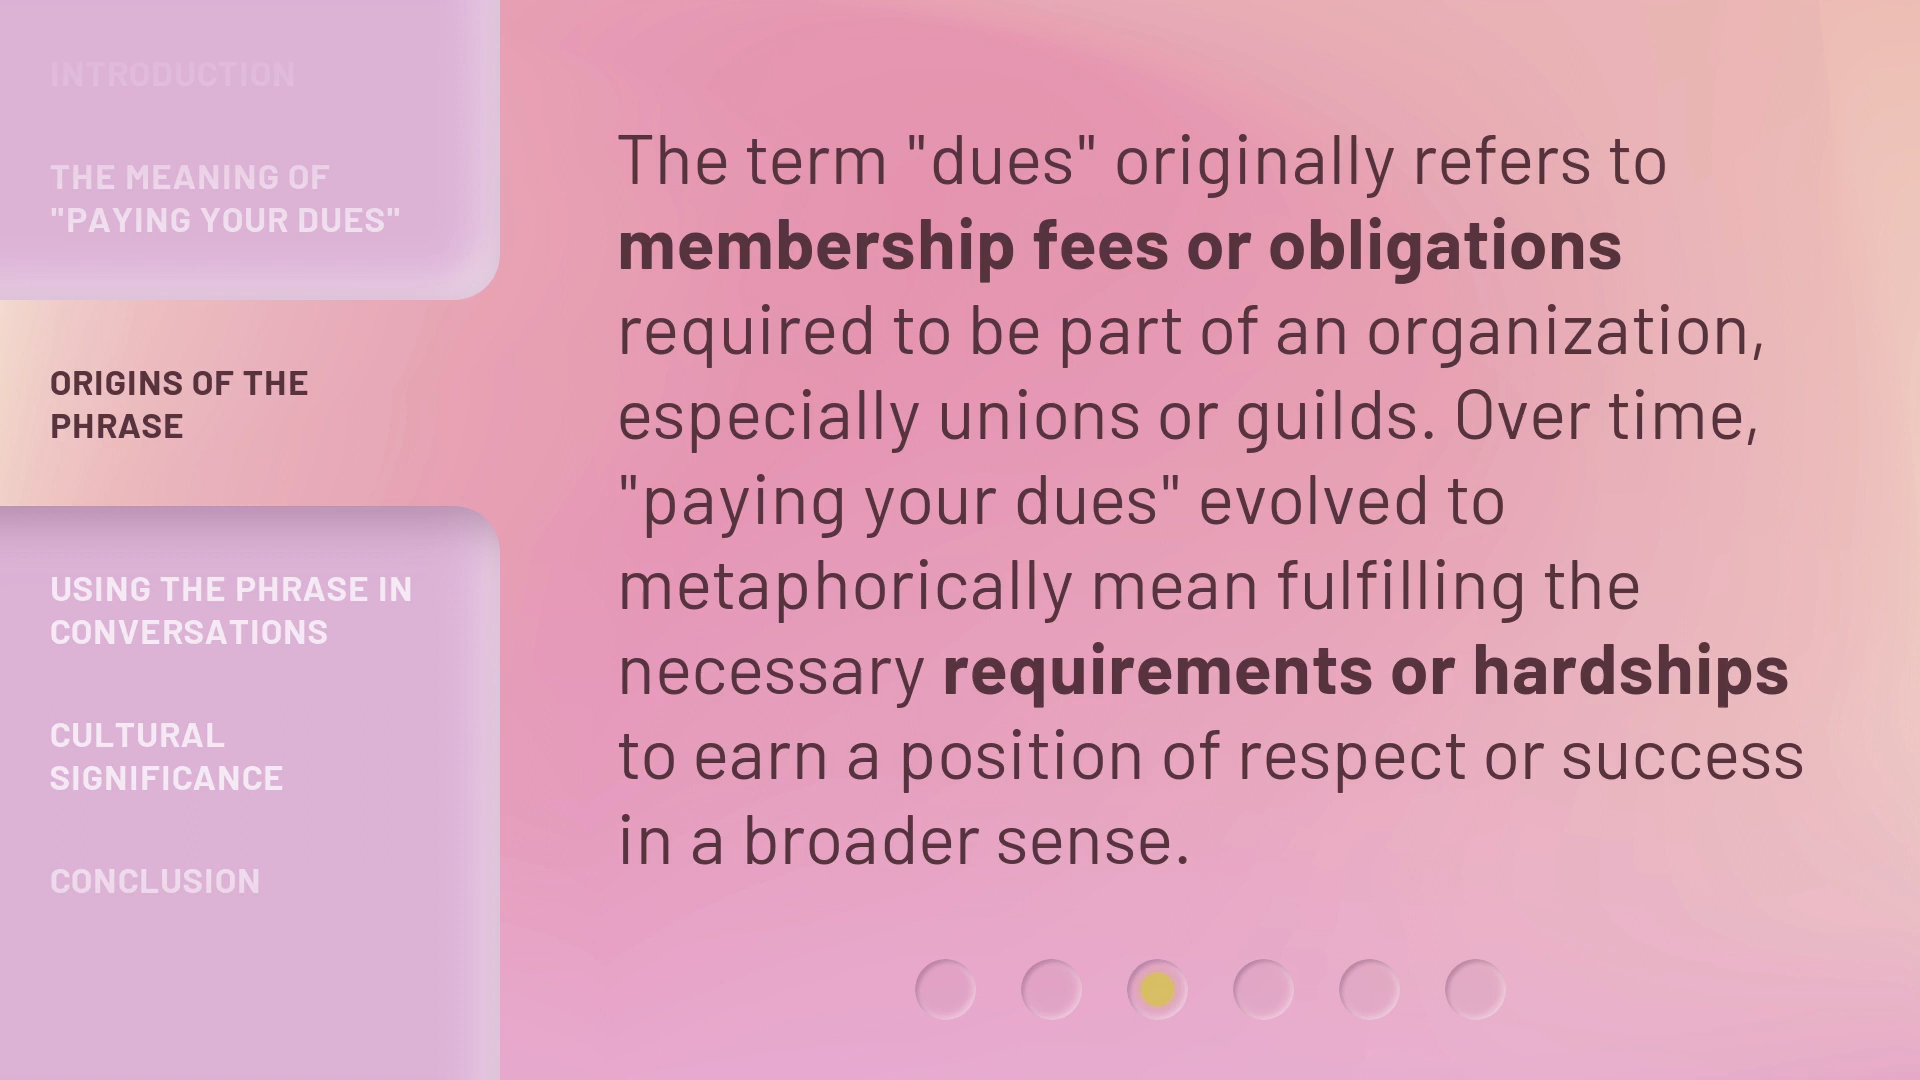 INTRODUCTION
THE MEANING OF
"PAYING YOUR DUES"
ORIGINS OF THE
PHRASE
USING THE PHRASE IN
CONVERSATIONS
CULTURAL
SIGNIFICANCE
CONCLUSION
The term "dues" originally refers to
membership fees or obligations
required to be part of an organization,
especially unions or guilds. Over time,
"paying your dues" evolved to
metaphorically mean fulfilling the
necessary requirements or hardships
to earn a position of respect or success
in a broader sense.